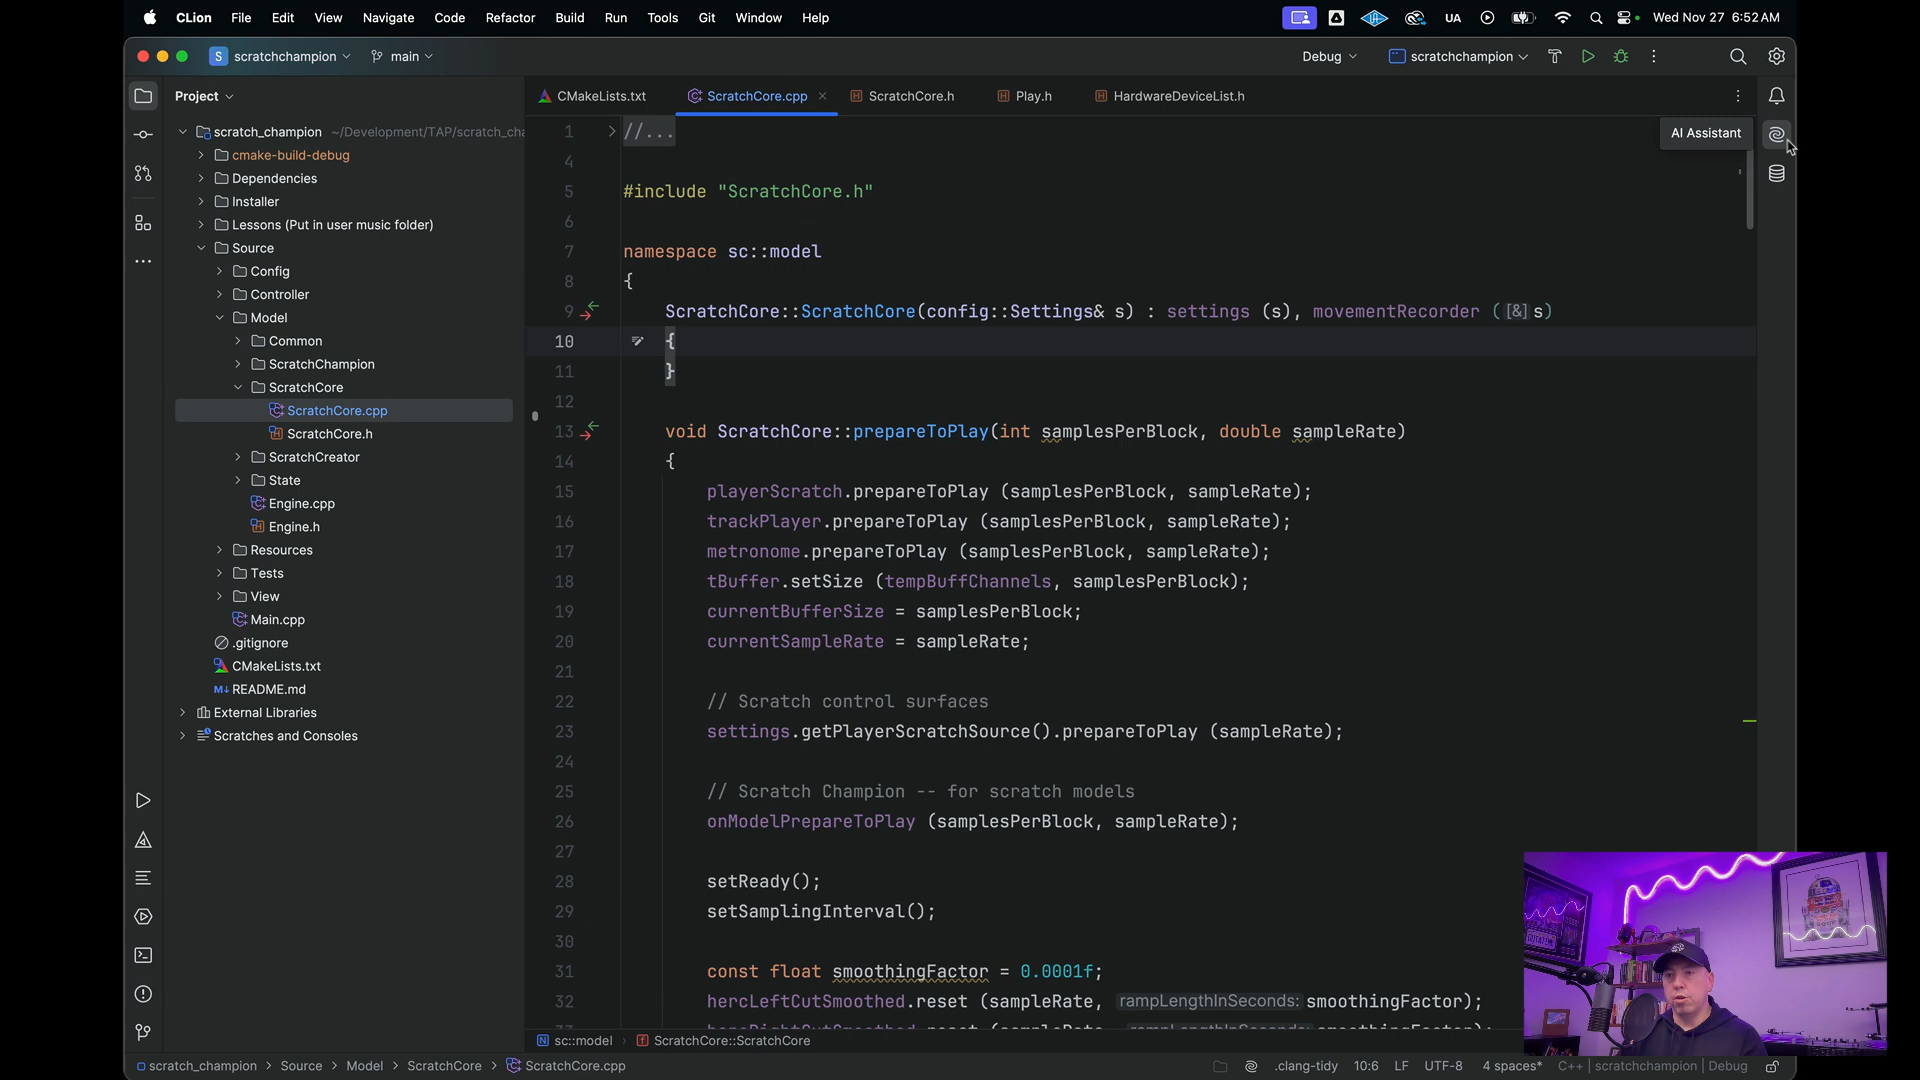 CLion File Edit View Navigate Code Refactor Build Run Tools Git Window Help UA Wed Nov 27 6:52 AM
S scratchchampion main Debug scratchchampion
Project
scratch_champion ~/Development/TAP/scratch_cha
cmake-build-debug
Dependencies
Installer
Lessons (Put in user music folder)
Source
Config
Controller
Model
Common
ScratchChampion
ScratchCore
ScratchCore.cpp
ScratchCore.h
ScratchCreator
State
Engine.cpp
Engine.h
Resources
Tests
View
Main.cpp
.gitignore
CMakeLists.txt
README.md
External Libraries
Scratches and Consoles
CMakeLists.txt ScratchCore.cpp ScratchCore.h Play.h HardwareDeviceList.h
AI Assistant
1 //...
4
5 #include "ScratchCore.h"
6
7 namespace sc::model
8 {
9 ScratchCore::ScratchCore(config::Settings& s) : settings (s), movementRecorder ([&]s)
10 {
11 }
12
13 void ScratchCore::prepareToPlay(int samplesPerBlock, double sampleRate)
14 {
15 playerScratch.prepareToPlay (samplesPerBlock, sampleRate);
16 trackPlayer.prepareToPlay (samplesPerBlock, sampleRate);
17 metronome.prepareToPlay (samplesPerBlock, sampleRate);
18 tBuffer.setSize (tempBuffChannels, samplesPerBlock);
19 currentBufferSize = samplesPerBlock;
20 currentSampleRate = sampleRate;
21
22 // Scratch control surfaces
23 settings.getPlayerScratchSource().prepareToPlay (sampleRate);
24
25 // Scratch Champion -- for scratch models
26 onModelPrepareToPlay (samplesPerBlock, sampleRate);
27
28 setReady();
29 setSamplingInterval();
30
31 const float smoothingFactor = 0.0001f;
32 hercLeftCutSmoothed.reset (sampleRate, rampLengthInSeconds: smoothingFactor);
sc::model ScratchCore::ScratchCore
scratch_champion Source Model ScratchCore ScratchCore.cpp .clang-tidy 10:6 LF UTF-8 4 spaces* C++ | scratchchampion | Debug